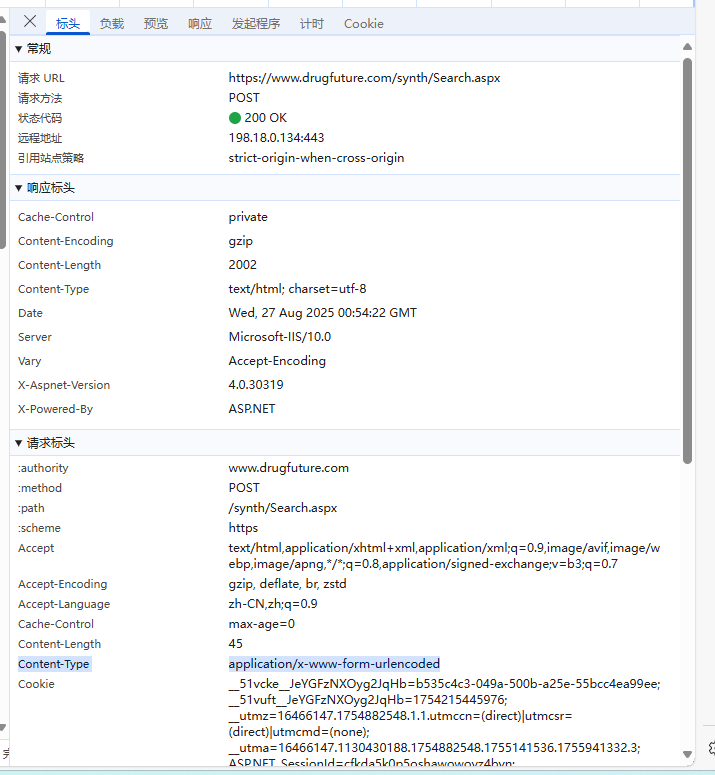 标头 负载 预览 响应 发起程序 计时 Cookie
常规
请求 URL https://www.drugfuture.com/synth/Search.aspx
请求方法 POST
状态代码 200 OK
远程地址 198.18.0.134:443
引用站点策略 strict-origin-when-cross-origin
响应标头
Cache-Control private
Content-Encoding gzip
Content-Length 2002
Content-Type text/html; charset=utf-8
Date Wed, 27 Aug 2025 00:54:22 GMT
Server Microsoft-IIS/10.0
Vary Accept-Encoding
X-Aspnet-Version 4.0.30319
X-Powered-By ASP.NET
请求标头
:authority www.drugfuture.com
:method POST
:path /synth/Search.aspx
:scheme https
Accept text/html,application/xhtml+xml,application/xml;q=0.9,image/avif,image/w
ebp,image/apng,*/*;q=0.8,application/signed-exchange;v=b3;q=0.7
Accept-Encoding gzip, deflate, br, zstd
Accept-Language zh-CN,zh;q=0.9
Cache-Control max-age=0
Content-Length 45
Content-Type application/x-www-form-urlencoded
Cookie __51vcke__JeYGFzNXOyg2JqHb=b535c4c3-049a-500b-a25e-55bcc4ea99ee;
__51vuft__JeYGFzNXOyg2JqHb=1754215445976;
__utmz=16466147.1754882548.1.1.utmccn=(direct)|utmcsr=
(direct)|utmcmd=(none);
__utma=16466147.1130430188.1754882548.1755141536.1755941332.3;